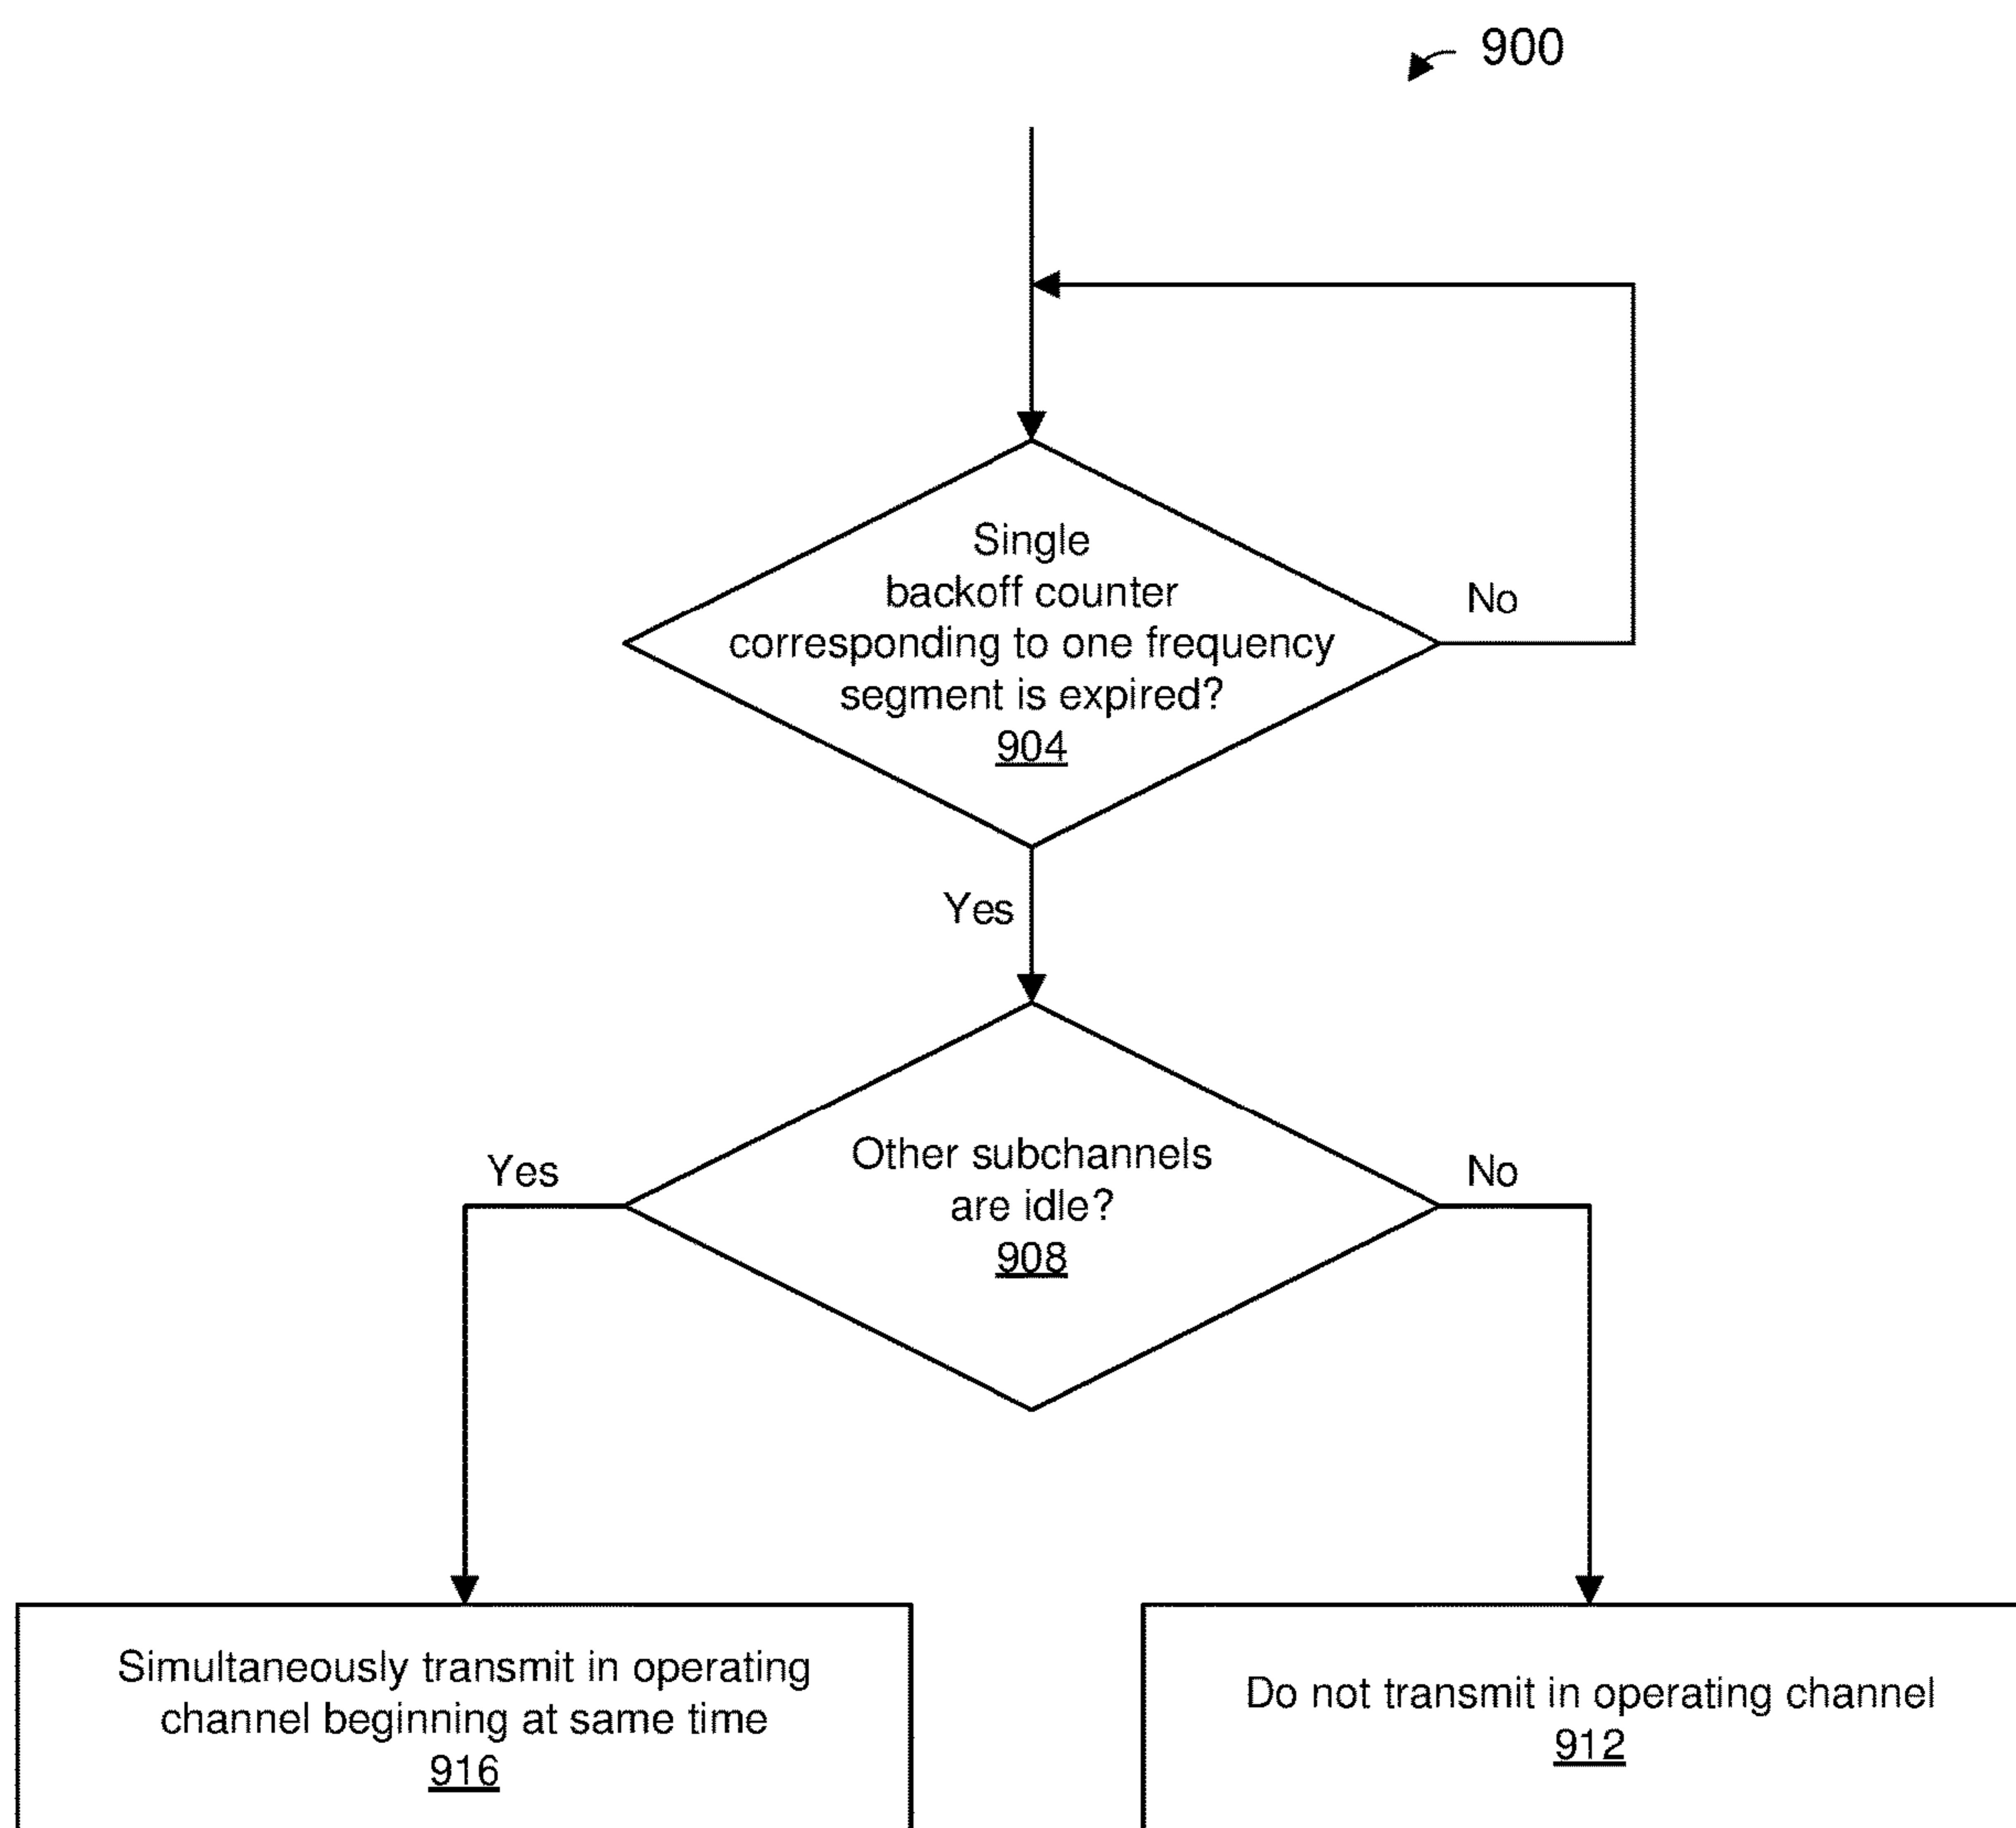 900
Single
backoff counter
corresponding to one frequency
segment is expired?
904
No
Yes
Other subchannels
are idle?
908
Yes
No
Simultaneously transmit in operating
channel beginning at same time
916
Do not transmit in operating channel
912